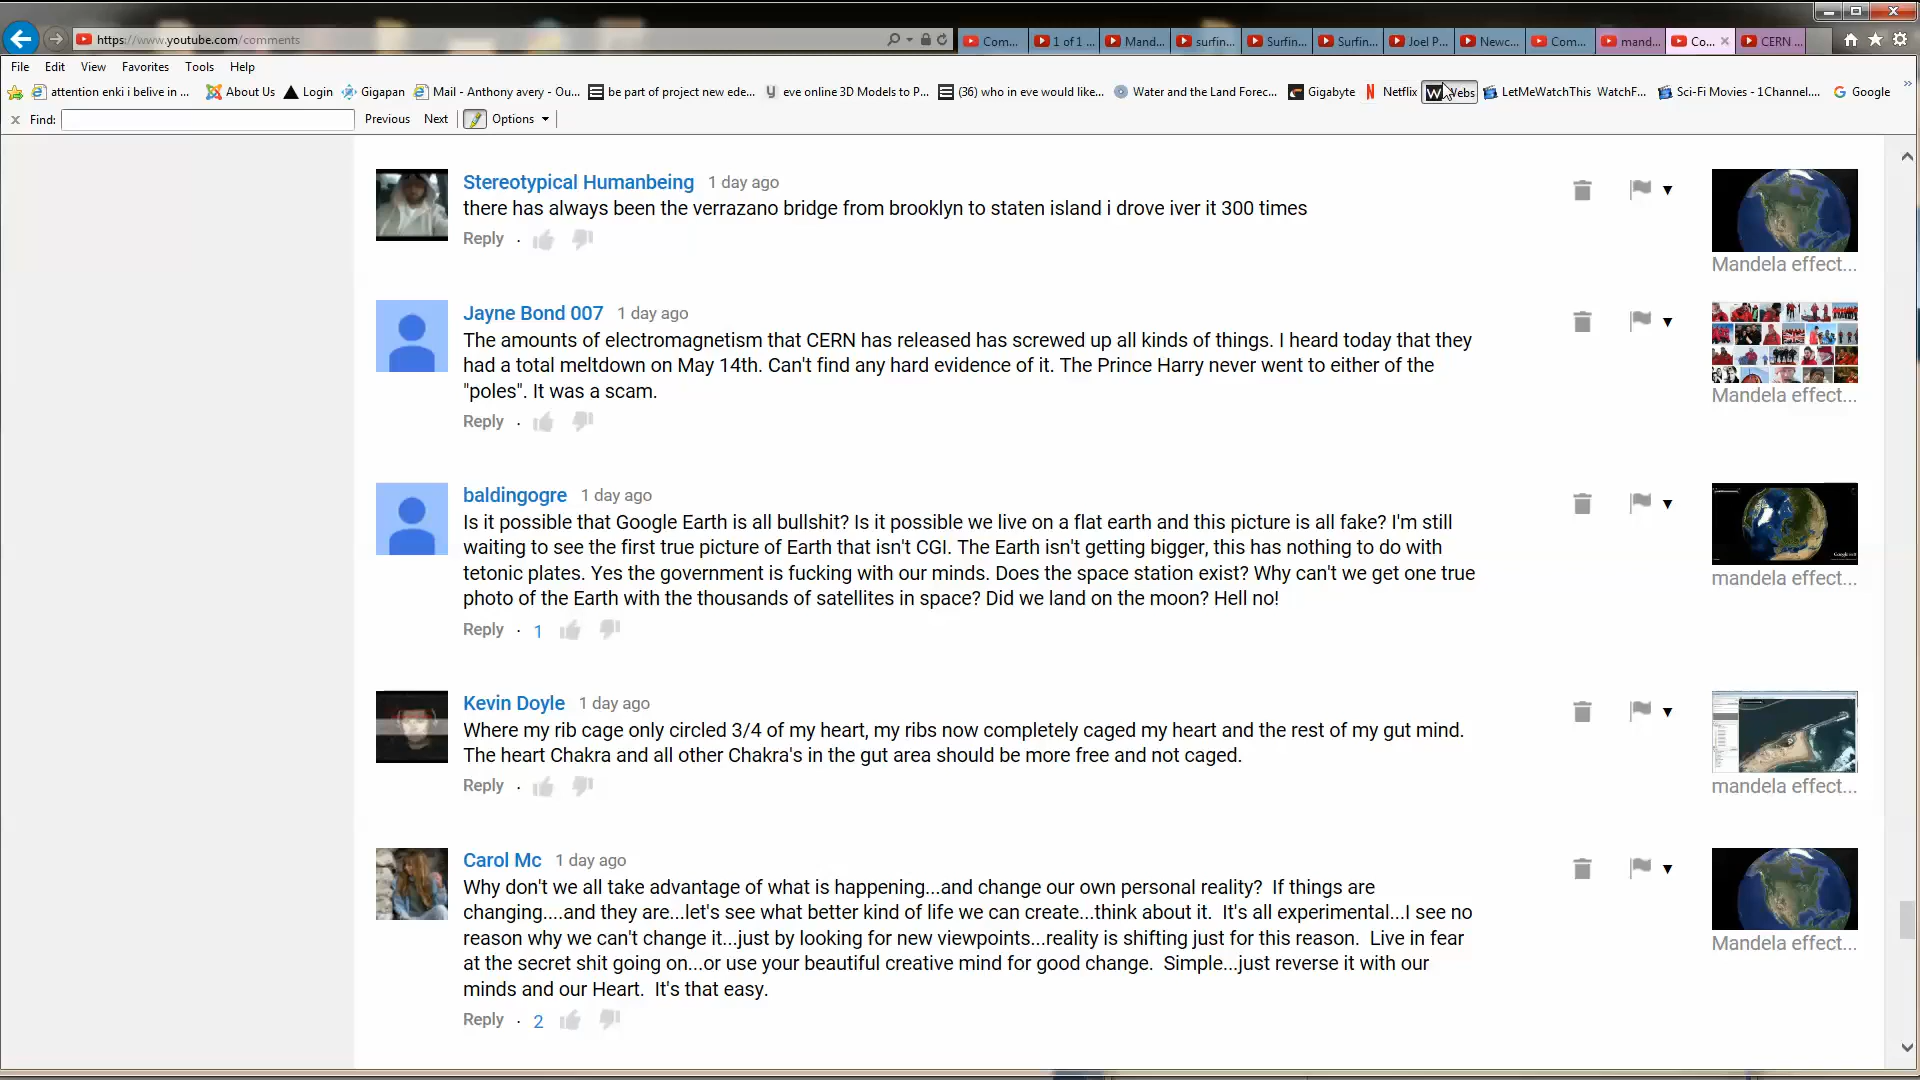 https://www.youtube.com/comments
Com...
1 of 1 ...
Mand...
surfin...
Surfin...
Surfin...
Joel P...
Newc...
Com...
mand...
Co...
CERN ...
File Edit View Favorites Tools Help
attention enki i belive in ...
About Us
Login
Gigapan
Mail - Anthony avery - Ou...
be part of project new ede...
eve online 3D Models to P...
(36) who in eve would like...
Water and the Land Forec...
Gigabyte
Netflix
Webs
LetMeWatchThis WatchF...
Sci-Fi Movies - 1Channel....
Google
Find:
Previous Next Options
Stereotypical Humanbeing 1 day ago
there has always been the verrazano bridge from brooklyn to staten island i drove iver it 300 times
Reply ·
Mandela effect...
Jayne Bond 007 1 day ago
The amounts of electromagnetism that CERN has released has screwed up all kinds of things. I heard today that they
had a total meltdown on May 14th. Can't find any hard evidence of it. The Prince Harry never went to either of the
"poles". It was a scam.
Reply ·
Mandela effect...
baldingogre 1 day ago
Is it possible that Google Earth is all bullshit? Is it possible we live on a flat earth and this picture is all fake? I'm still
waiting to see the first true picture of Earth that isn't CGI. The Earth isn't getting bigger, this has nothing to do with
tetonic plates. Yes the government is fucking with our minds. Does the space station exist? Why can't we get one true
photo of the Earth with the thousands of satellites in space? Did we land on the moon? Hell no!
Reply · 1
mandela effect...
Kevin Doyle 1 day ago
Where my rib cage only circled 3/4 of my heart, my ribs now completely caged my heart and the rest of my gut mind.
The heart Chakra and all other Chakra's in the gut area should be more free and not caged.
Reply ·
mandela effect...
Carol Mc 1 day ago
Why don't we all take advantage of what is happening...and change our own personal reality?  If things are
changing....and they are...let's see what better kind of life we can create...think about it.  It's all experimental...I see no
reason why we can't change it...just by looking for new viewpoints...reality is shifting just for this reason.  Live in fear
at the secret shit going on...or use your beautiful creative mind for good change.  Simple...just reverse it with our
minds and our Heart.  It's that easy.
Reply · 2
Mandela effect...